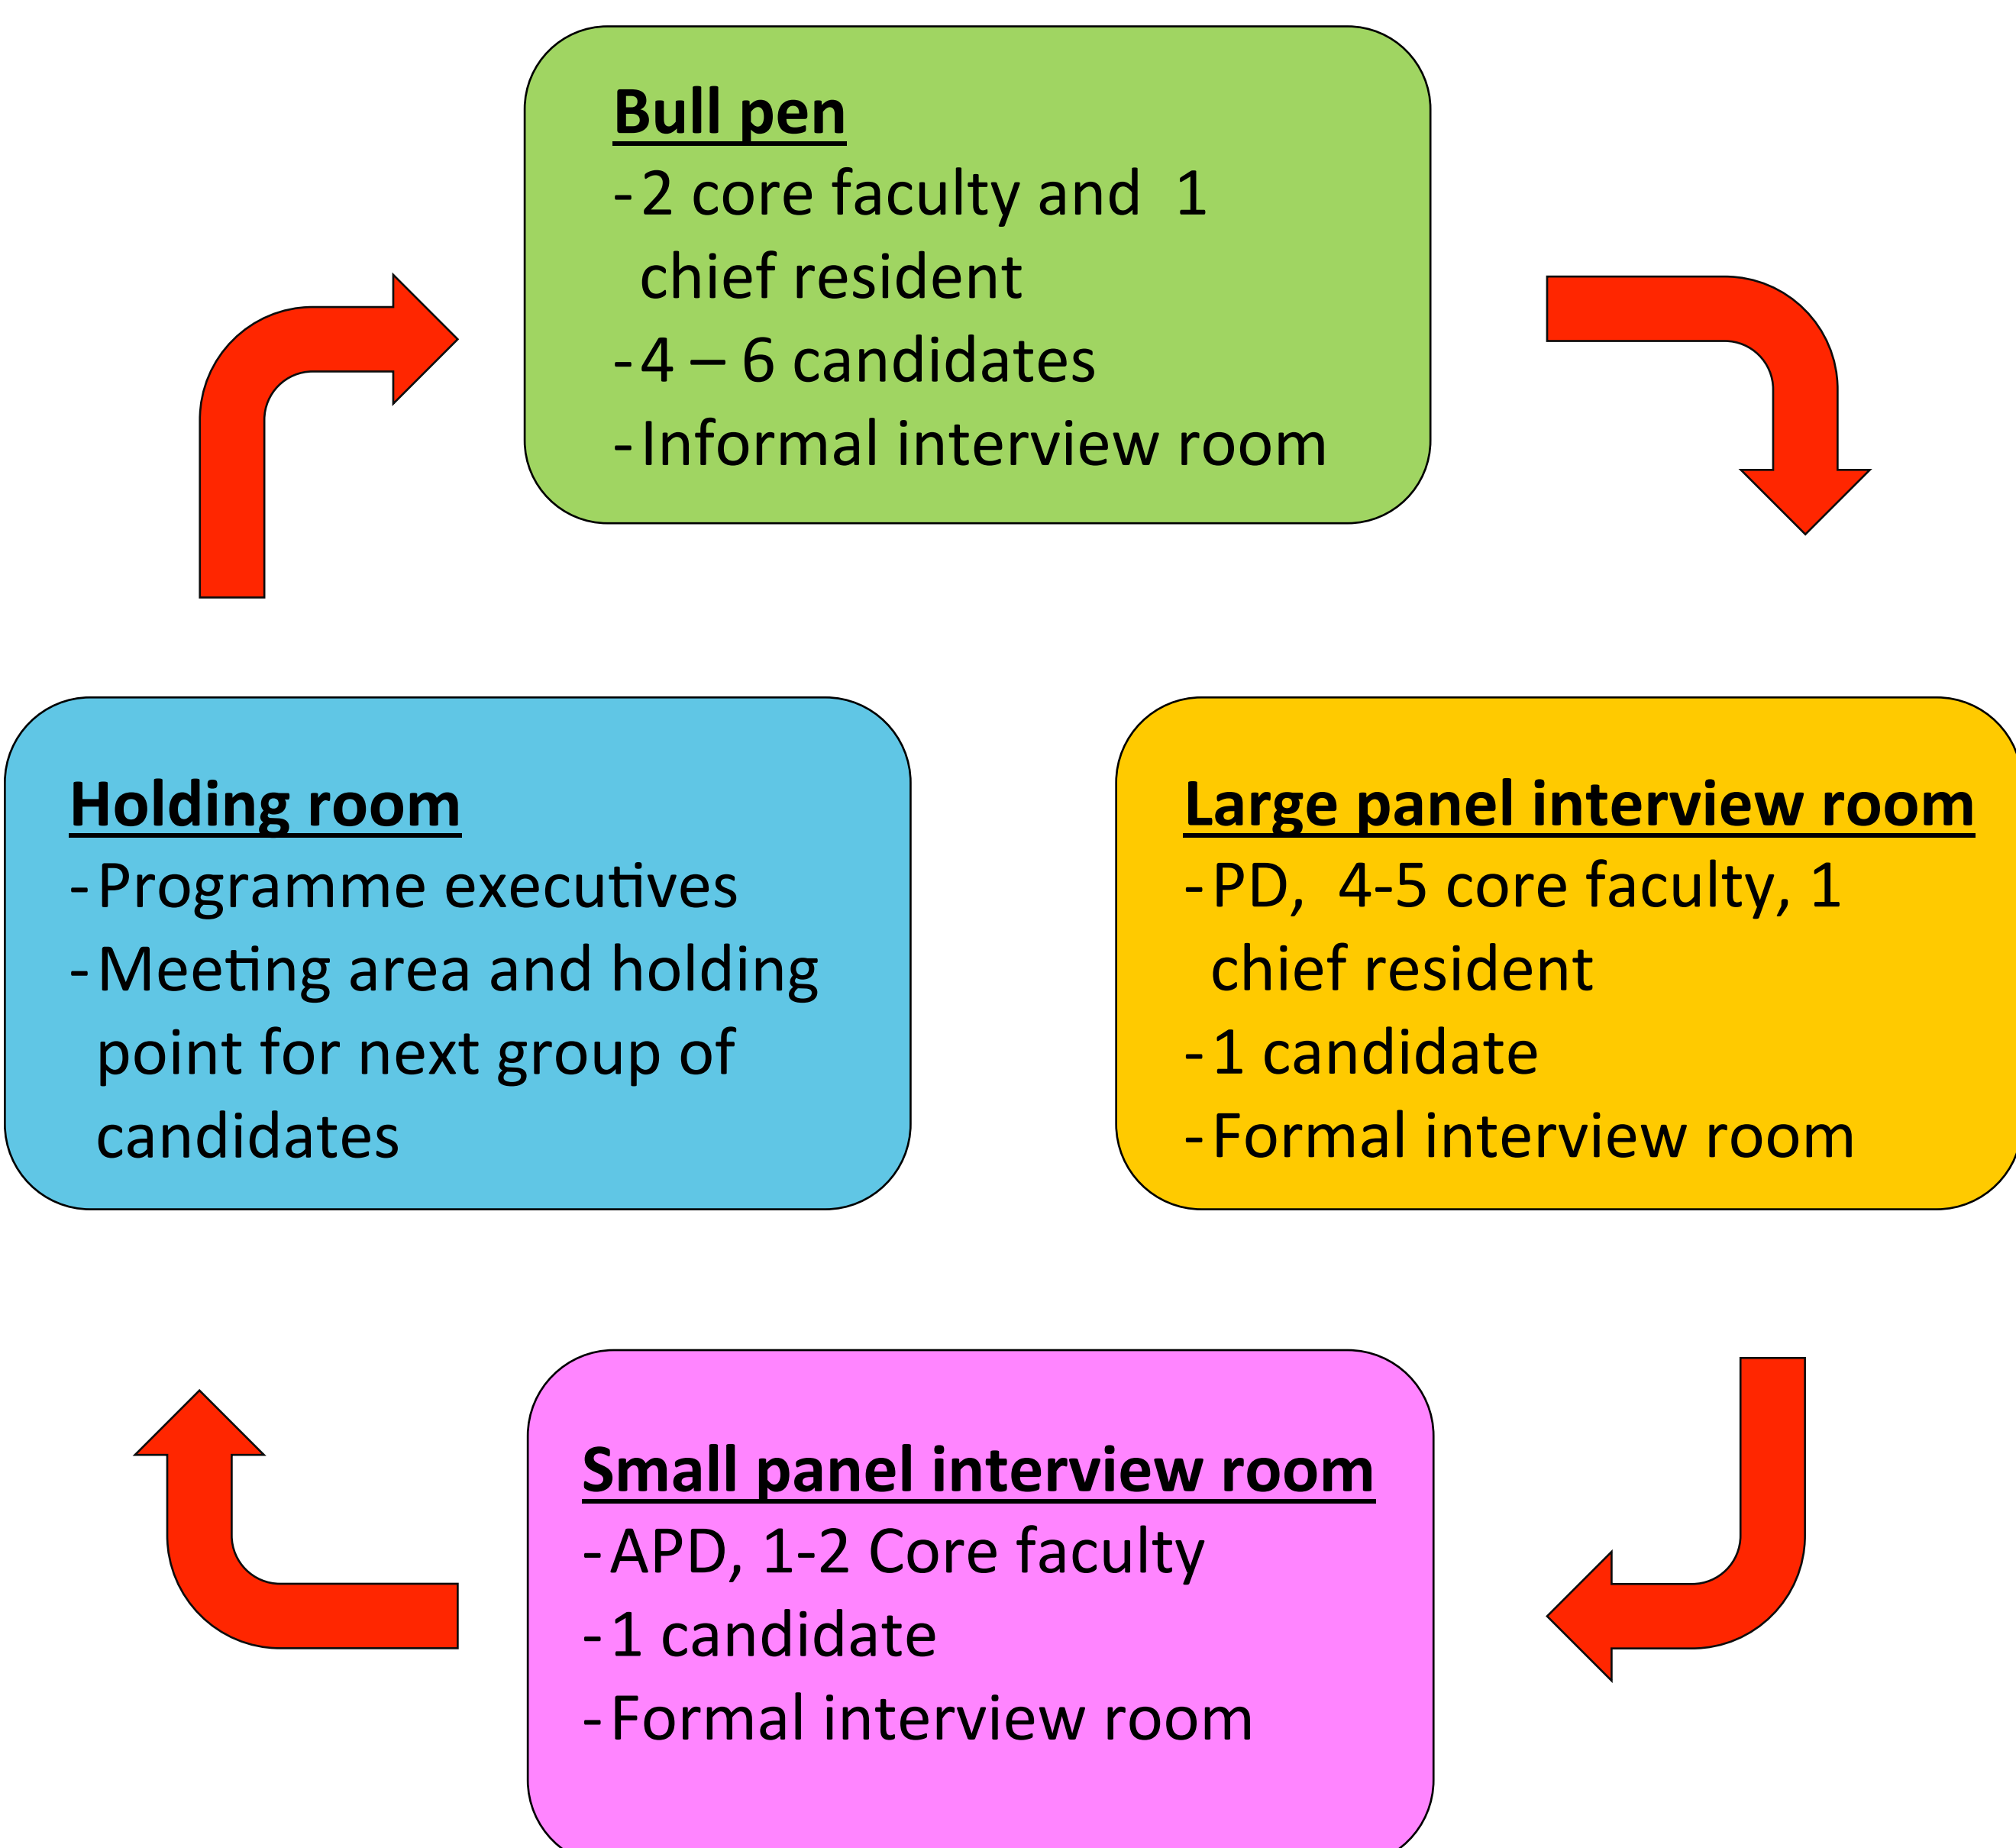 Bull pen
-2 core faculty and 1
chief resident
-4 – 6 candidates
-Informal interview room
Holding room
-Programme executives
-Meeting area and holding
point for next group of
candidates
Large panel interview room
-PD, 4-5 core faculty, 1
chief resident
-1 candidate
-Formal interview room
Small panel interview room
-APD, 1-2 Core faculty
-1 candidate
-Formal interview room